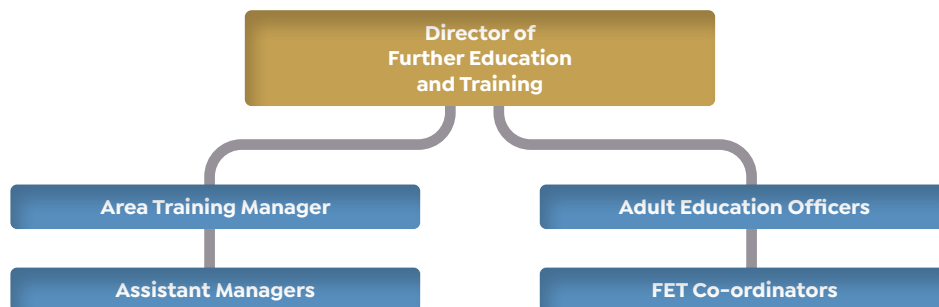 Director of
Further Education
and Training
Area Training Manager
Adult Education Officers
Assistant Managers
FET Co-ordinators